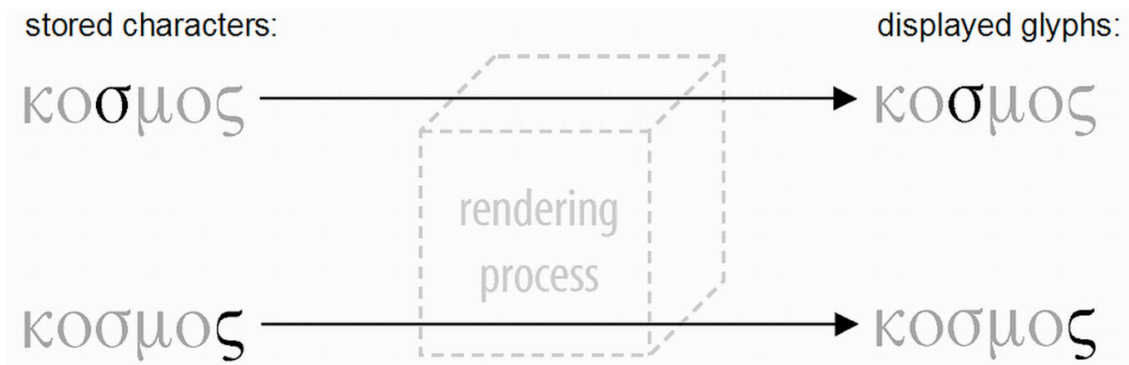 stored characters:
displayed glyphs:
κοσμος
κοσμος
rendering
process
κοσμος
κοσμος